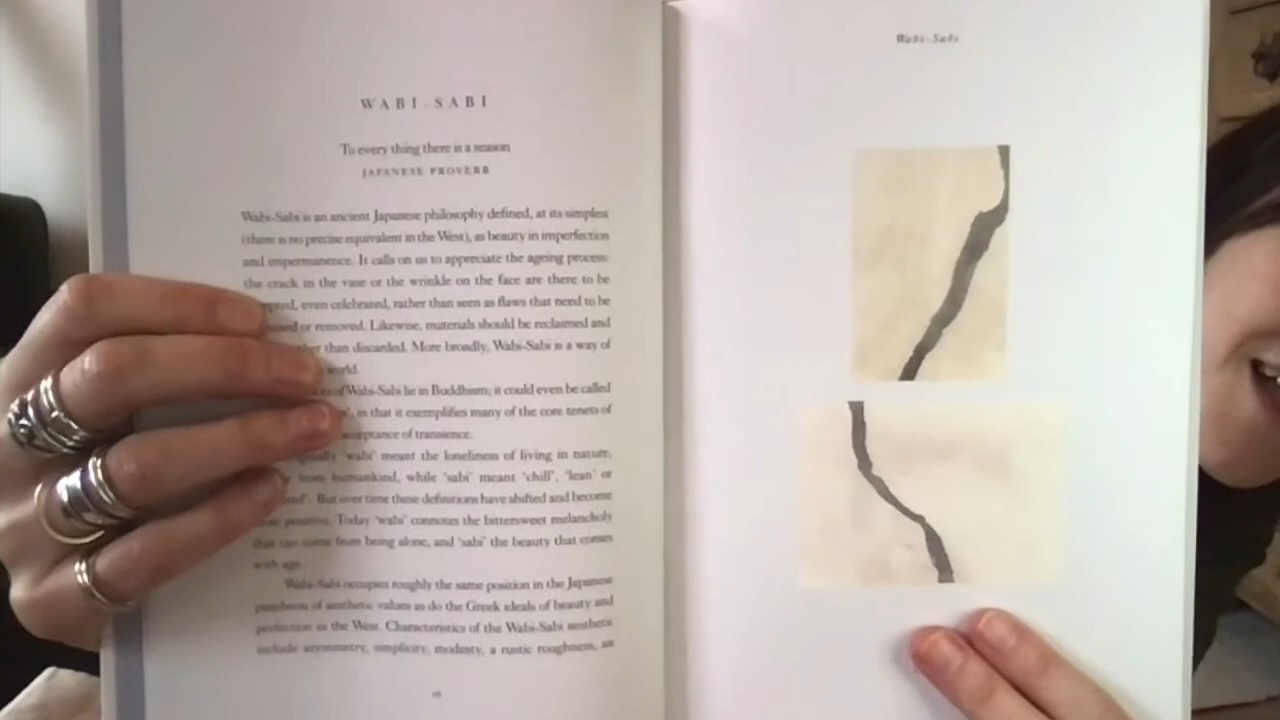 WABI-SABI
To every thing there is a season
JAPANESE PROVERB
Wabi-Sabi is an ancient Japanese philosophy defined, at its simplest
(there is no precise equivalent in the West), as beauty in imperfection
and impermanence. It calls on us to appreciate the ageing process:
the crack in the vase or the wrinkle on the face are there to be
even celebrated, rather than seen as flaws that need to be
or removed. Likewise, materials should be reclaimed and
than discarded. More broadly, Wabi-Sabi is a way of
world.
of Wabi-Sabi lie in Buddhism; it could even be called
in that it exemplifies many of the core tenets of
acceptance of transience.
'wabi' meant the loneliness of living in nature,
from humankind, while 'sabi' meant 'chill', 'lean' or
But over time these definitions have shifted and become
positive. Today 'wabi' connotes the bittersweet melancholy
that can come from being alone, and 'sabi' the beauty that comes
with age.
Wabi-Sabi occupies roughly the same position in the Japanese
pantheon of aesthetic values as do the Greek ideals of beauty and
perfection in the West. Characteristics of the Wabi-Sabi aesthetic
include asymmetry, simplicity, modesty, a rustic roughness, an
Wabi-Sabi